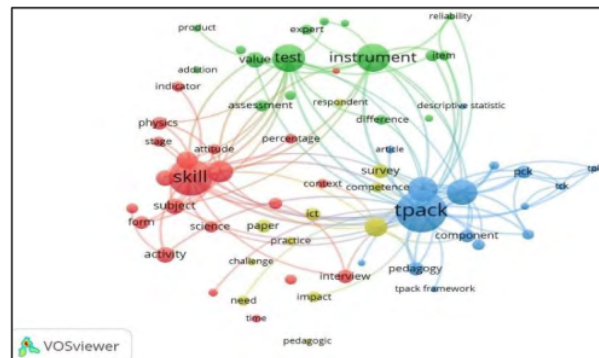 reliability
product
expert
value
test
instrument
item
addition
indicator
respondent
assessment
descriptive statistic
difference
physics
stage
attitude
percentage
article
survey
pck
skill
context
competence
tck
subject
ict
tpack
form
science
paper
component
practice
activity
challenge
interview
pedagogy
need
impact
tpack framework
time
pedagogic
VOSviewer